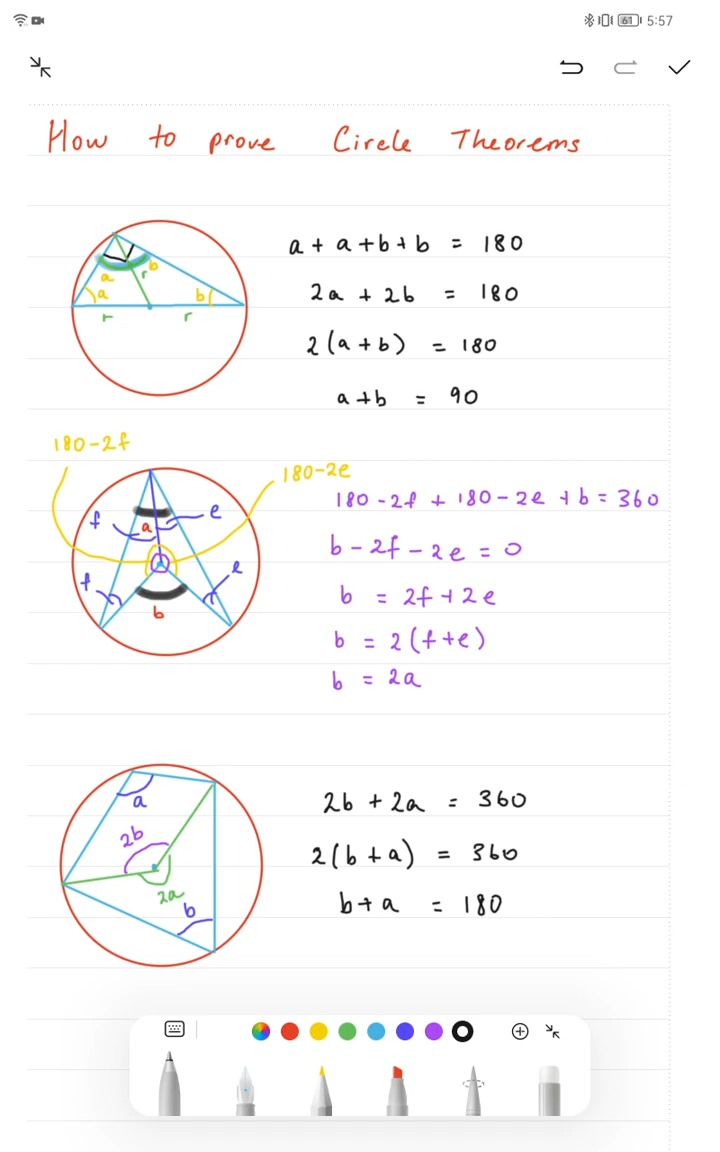 61 5:57
How to prove Circle Theorems
a + a + b + b = 180
2a + 2b = 180
2(a + b) = 180
a + b = 90
a b r
a b
r r
180 - 2f
180 - 2e
f a e
f e
b
180 - 2f + 180 - 2e + b = 360
b - 2f - 2e = 0
b = 2f + 2e
b = 2(f + e)
b = 2a
a
2b
2a
b
2b + 2a = 360
2(b + a) = 360
b + a = 180